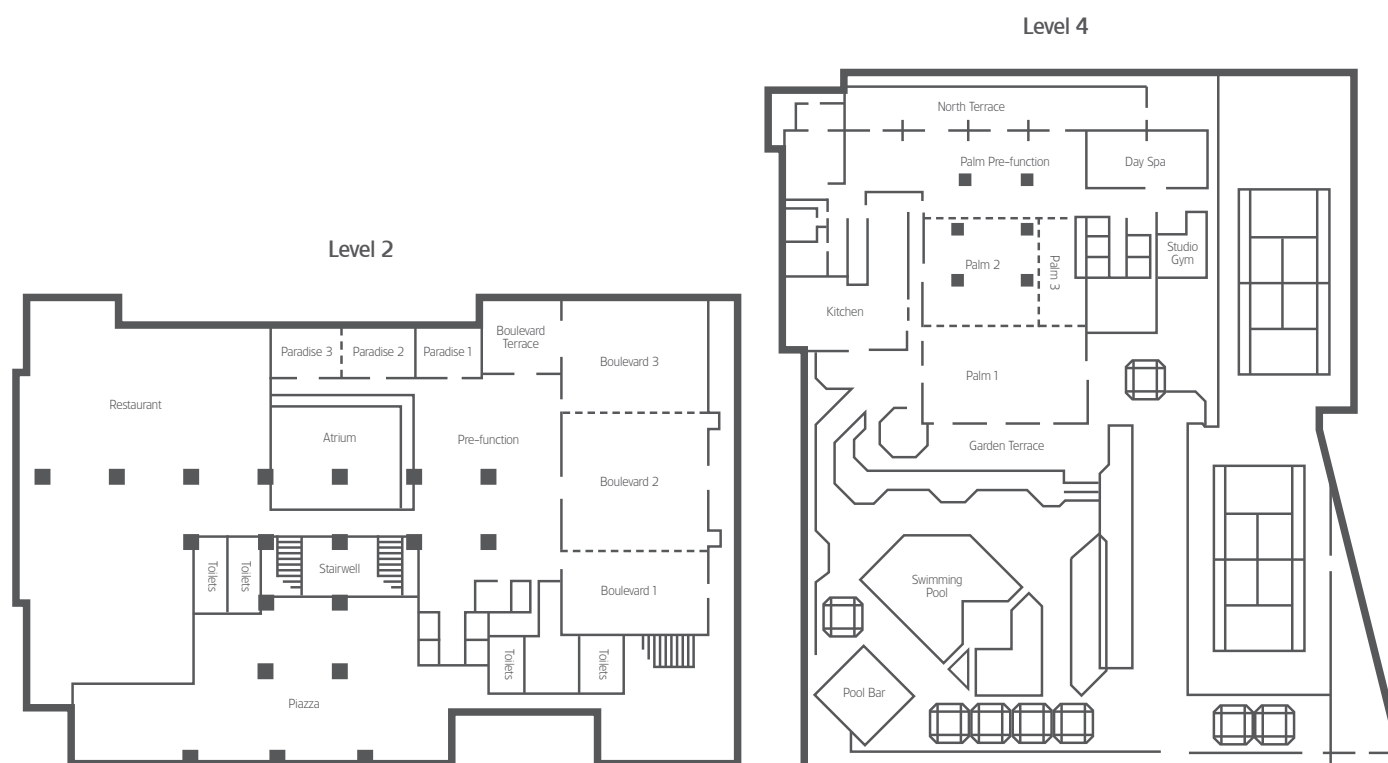 Level 2
Boulevard
Terrace
Paradise 3
Paradise 2
Paradise 1
Boulevard 3
Restaurant
Atrium
Pre-function
Boulevard 2
Toilets
Toilets
Stairwell
Boulevard 1
Toilets
Toilets
Piazza
Level 4
North Terrace
Palm Pre-function
Day Spa
Studio
Gym
Palm 2
Palm 3
Kitchen
Palm 1
Garden Terrace
Swimming
Pool
Pool Bar